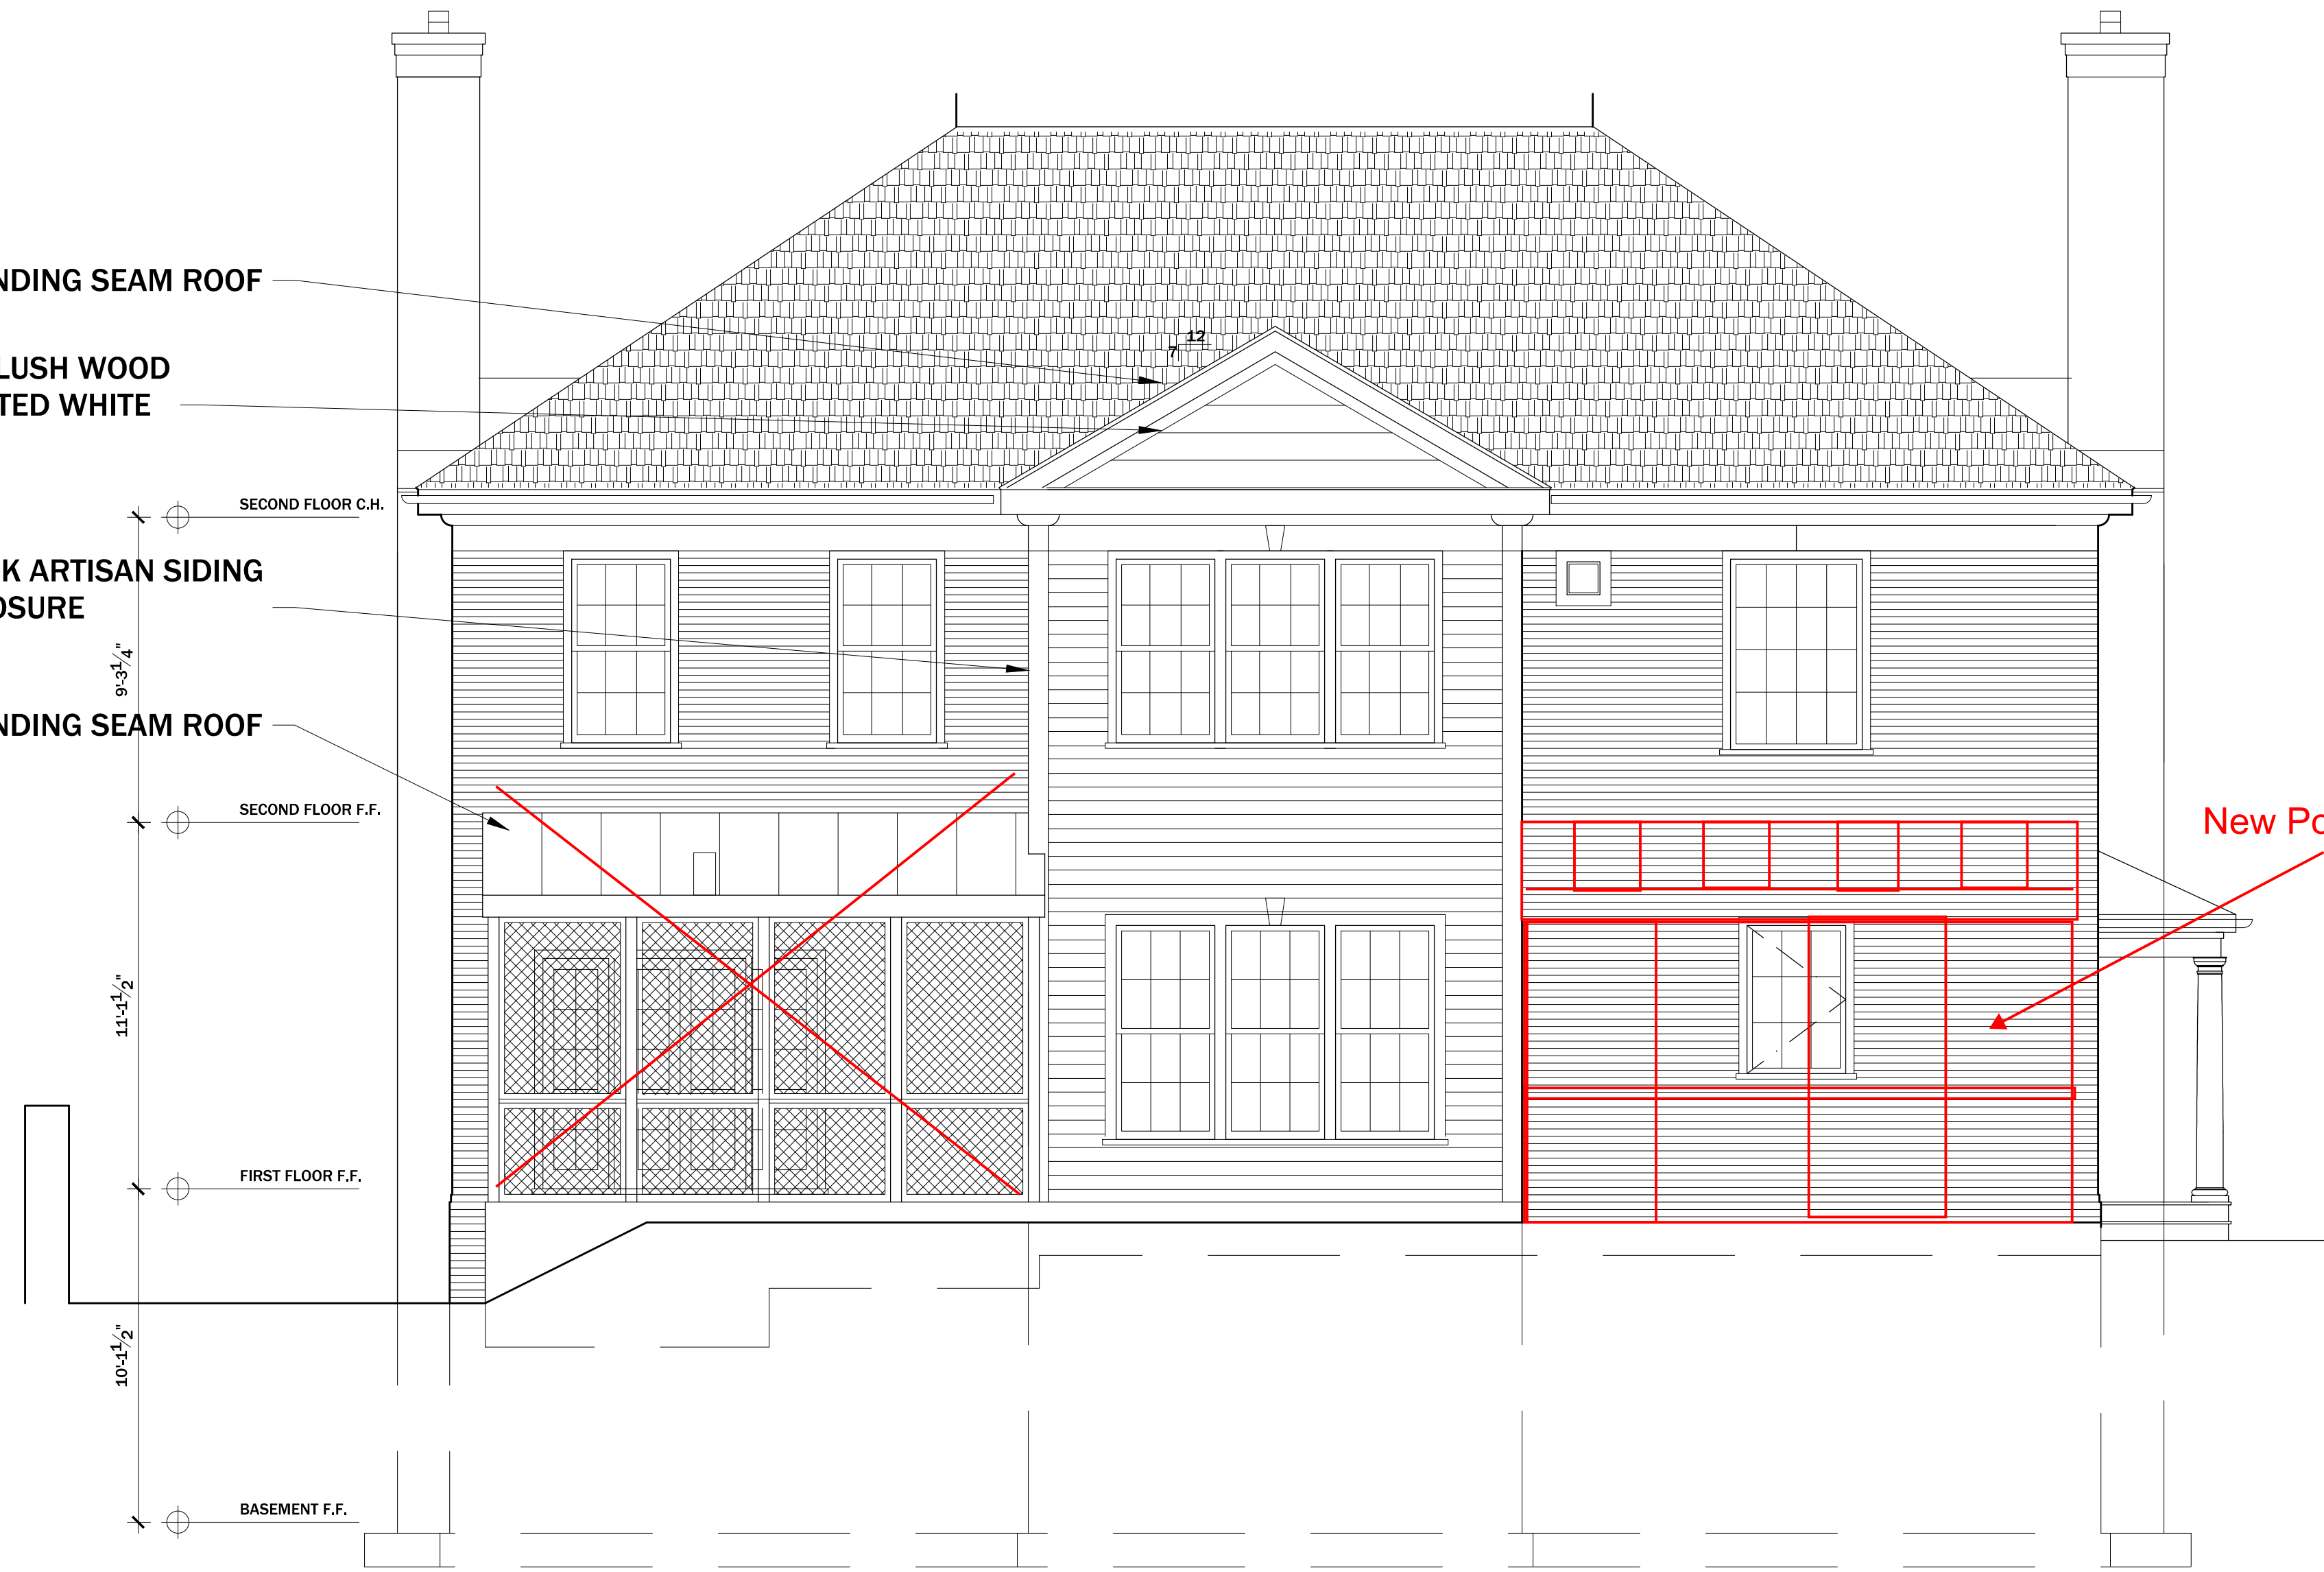 NDING SEAM ROOF
12
7
LUSH WOOD
TED WHITE
SECOND FLOOR C.H.
K ARTISAN SIDING
OSURE
9'-3 1/4"
NDING SEAM ROOF
SECOND FLOOR F.F.
New Po
11'-1 1/2"
FIRST FLOOR F.F.
10'-1 1/2"
BASEMENT F.F.